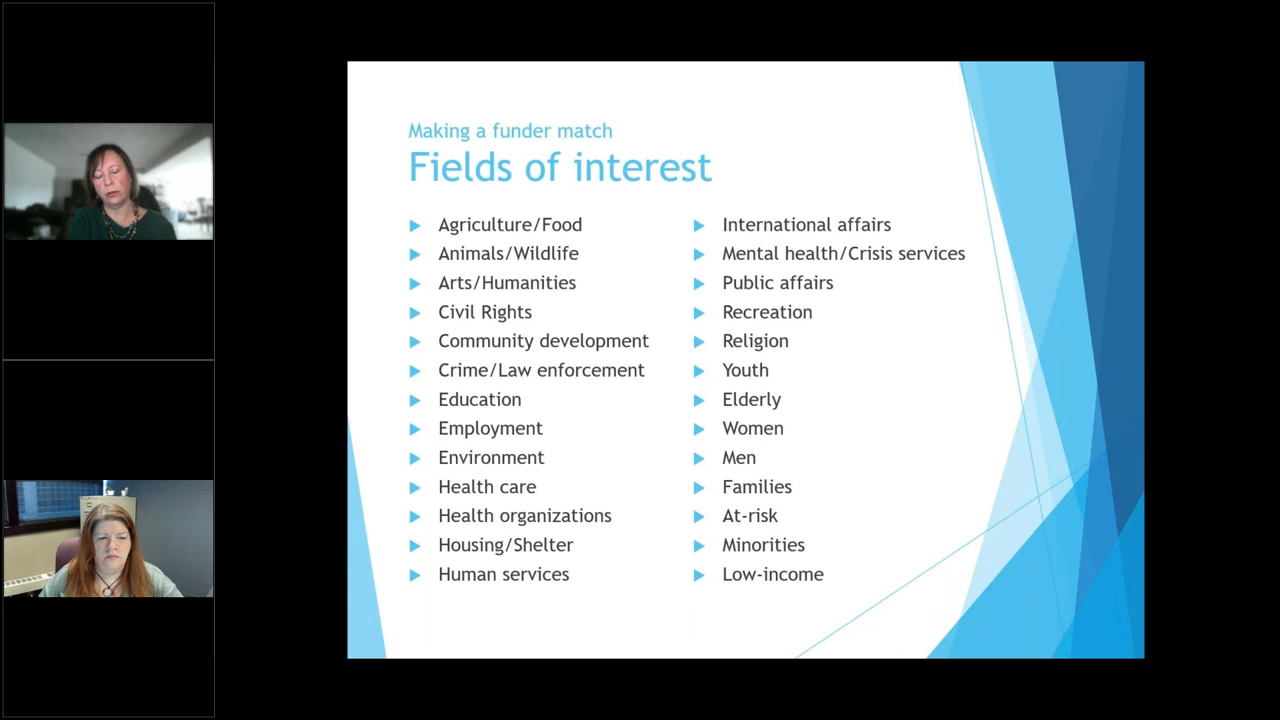 Making a funder match
Fields of interest
Agriculture/Food
Animals/Wildlife
Arts/Humanities
Civil Rights
Community development
Crime/Law enforcement
Education
Employment
Environment
Health care
Health organizations
Housing/Shelter
Human services
International affairs
Mental health/Crisis services
Public affairs
Recreation
Religion
Youth
Elderly
Women
Men
Families
At-risk
Minorities
Low-income